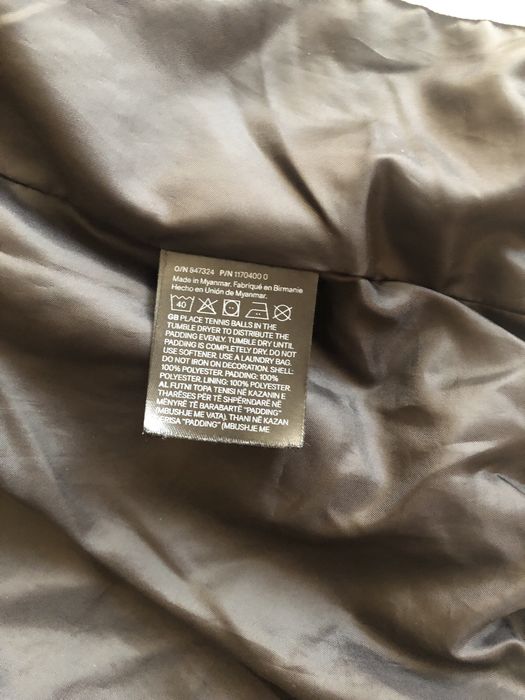 O/N 847324 P/N 1170400 0
Made in Myanmar. Fabriqué en Birmanie
Hecho en Unión de Myanmar.
40
GB PLACE TENNIS BALLS IN THE
TUMBLE DRYER TO DISTRIBUTE THE
PADDING EVENLY. TUMBLE DRY UNTIL
PADDING IS COMPLETELY DRY. DO NOT
USE SOFTENER. USE A LAUNDRY BAG.
DO NOT IRON ON DECORATION. SHELL:
100% POLYESTER. PADDING: 100%
POLYESTER. LINING: 100% POLYESTER.
AL FUTNI TOPA TENISI NË KAZANIN E
THARËSES PËR TË SHPËRNDARË NË
MËNYRË TË BARABARTË "PADDING"
(MBUSHJE ME VATA). THANI NË KAZAN
"PADDING" (MBUSHJE ME